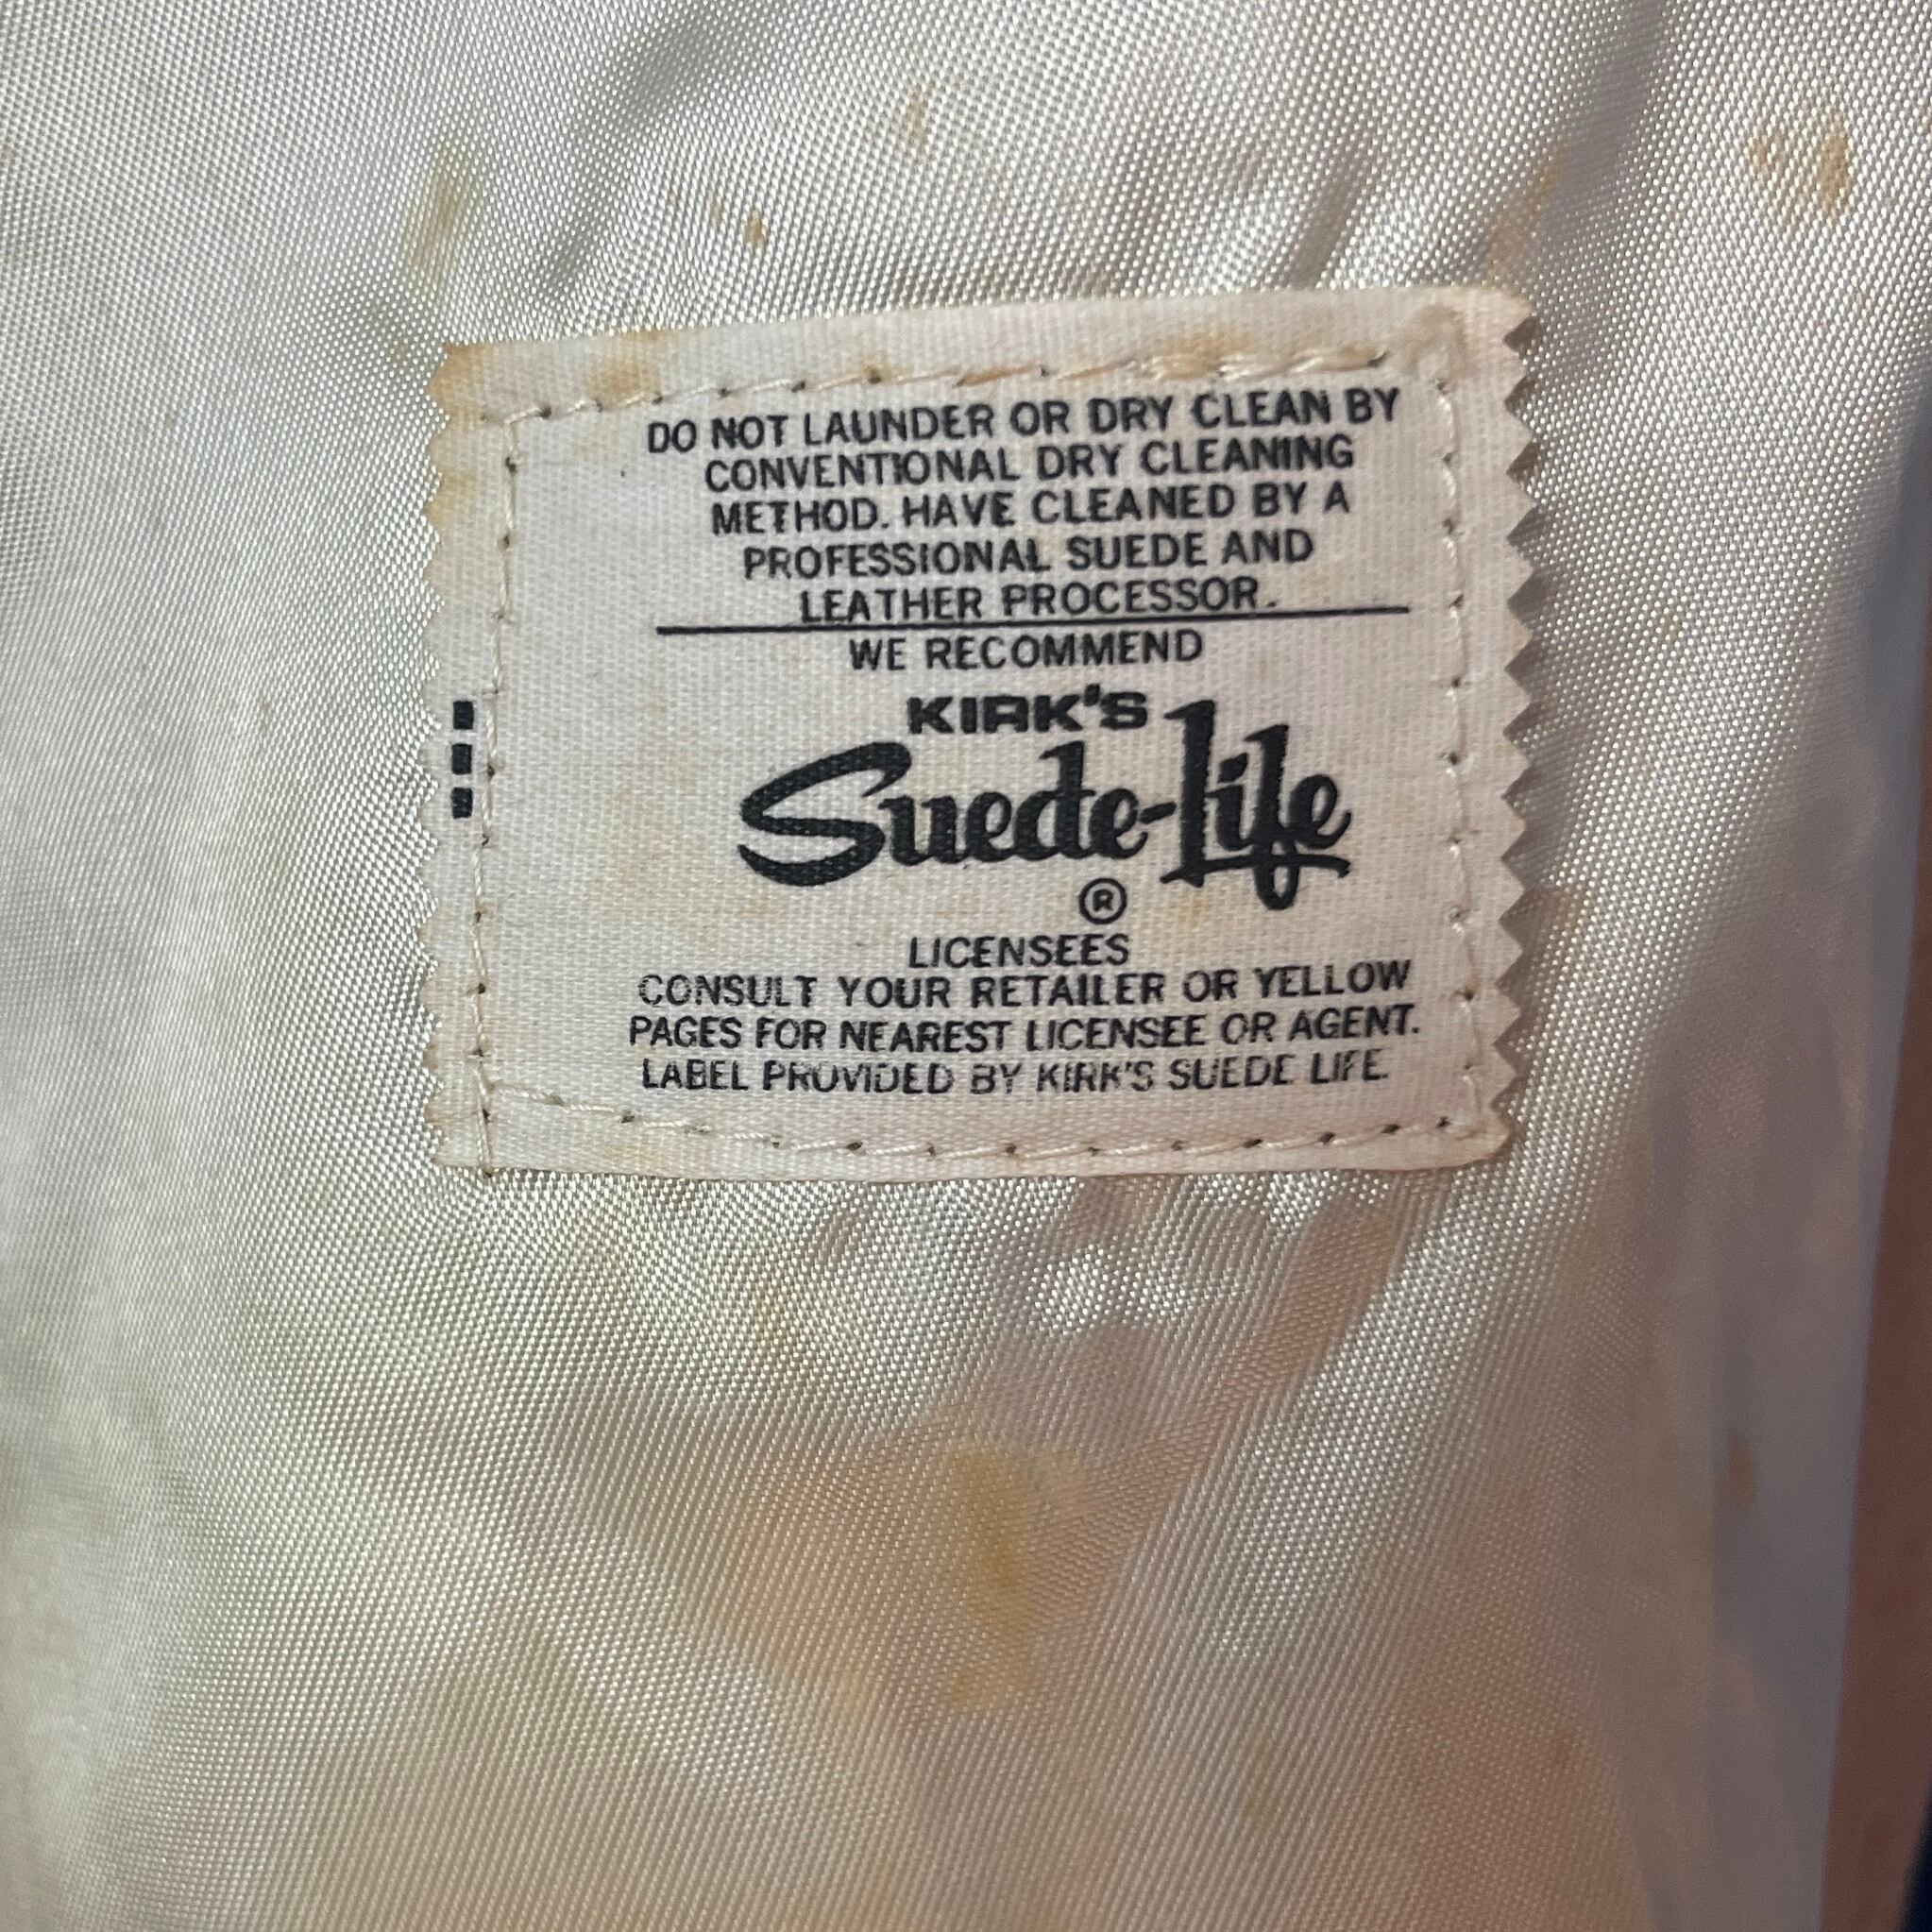 DO NOT LAUNDER OR DRY CLEAN BY
CONVENTIONAL DRY CLEANING
METHOD. HAVE CLEANED BY A
PROFESSIONAL SUEDE AND
LEATHER PROCESSOR.
WE RECOMMEND
KIRK'S
Suede-Life
®
LICENSEES
CONSULT YOUR RETAILER OR YELLOW
PAGES FOR NEAREST LICENSEE OR AGENT.
LABEL PROVIDED BY KIRK'S SUEDE LIFE.